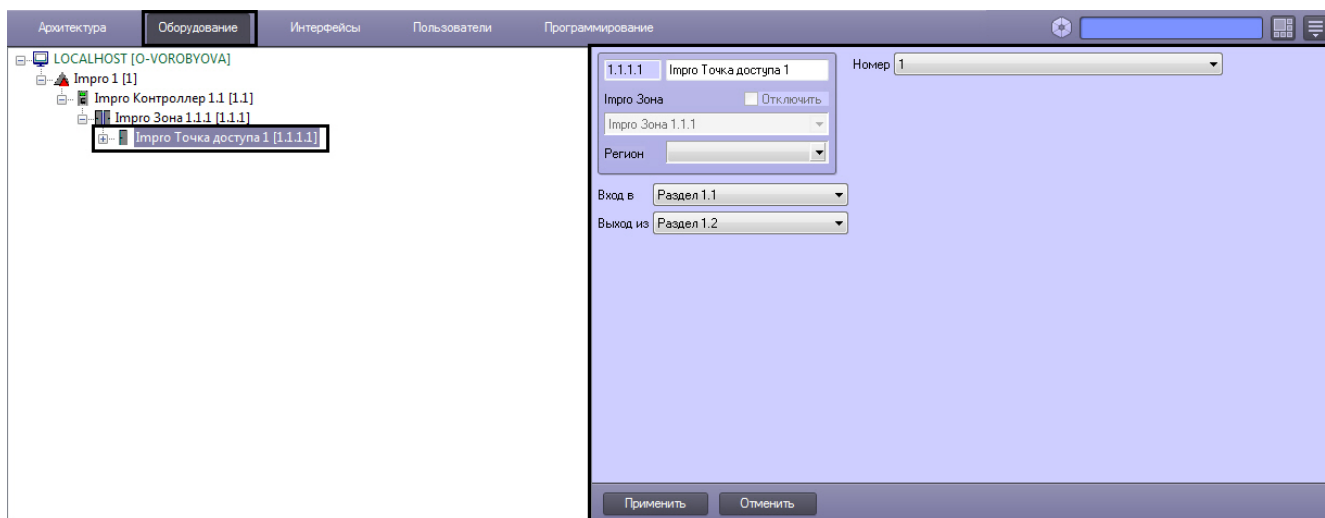 Архитектура Оборудование Интерфейсы Пользователи Программирование
LOCALHOST [O-VOROBYOVA]
Impro 1 [1]
Impro Контроллер 1.1 [1.1]
Impro Зона 1.1.1 [1.1.1]
Impro Точка доступа 1 [1.1.1.1]
1.1.1.1 Impro Точка доступа 1 Номер 1
Impro Зона Отключить
Impro Зона 1.1.1
Регион
Вход в Раздел 1.1
Выход из Раздел 1.2
Применить Отменить